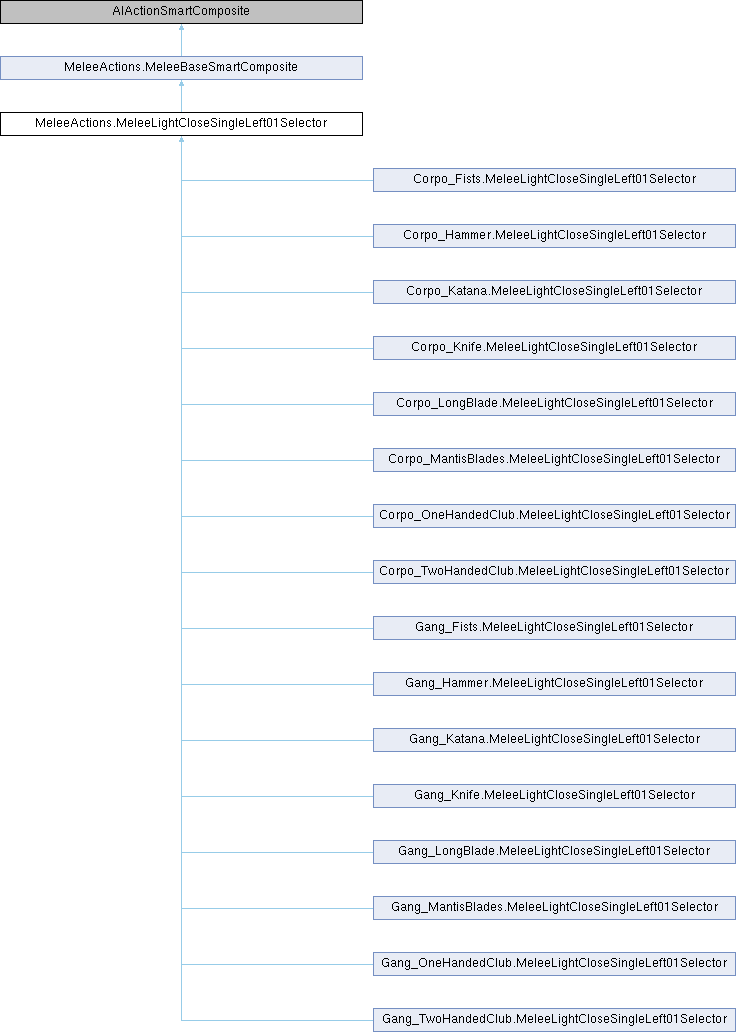 AIActionSmartComposite
MeleeActions.MeleeBaseSmartComposite
MeleeActions.MeleeLightCloseSingleLeft01Selector
Corpo_Fists.MeleeLightCloseSingleLeft01Selector
Corpo_Hammer.MeleeLightCloseSingleLeft01Selector
Corpo_Katana.MeleeLightCloseSingleLeft01Selector
Corpo_Knife.MeleeLightCloseSingleLeft01Selector
Corpo_LongBlade.MeleeLightCloseSingleLeft01Selector
Corpo_MantisBlades.MeleeLightCloseSingleLeft01Selector
Corpo_OneHandedClub.MeleeLightCloseSingleLeft01Selector
Corpo_TwoHandedClub.MeleeLightCloseSingleLeft01Selector
Gang_Fists.MeleeLightCloseSingleLeft01Selector
Gang_Hammer.MeleeLightCloseSingleLeft01Selector
Gang_Katana.MeleeLightCloseSingleLeft01Selector
Gang_Knife.MeleeLightCloseSingleLeft01Selector
Gang_LongBlade.MeleeLightCloseSingleLeft01Selector
Gang_MantisBlades.MeleeLightCloseSingleLeft01Selector
Gang_OneHandedClub.MeleeLightCloseSingleLeft01Selector
Gang_TwoHandedClub.MeleeLightCloseSingleLeft01Selector